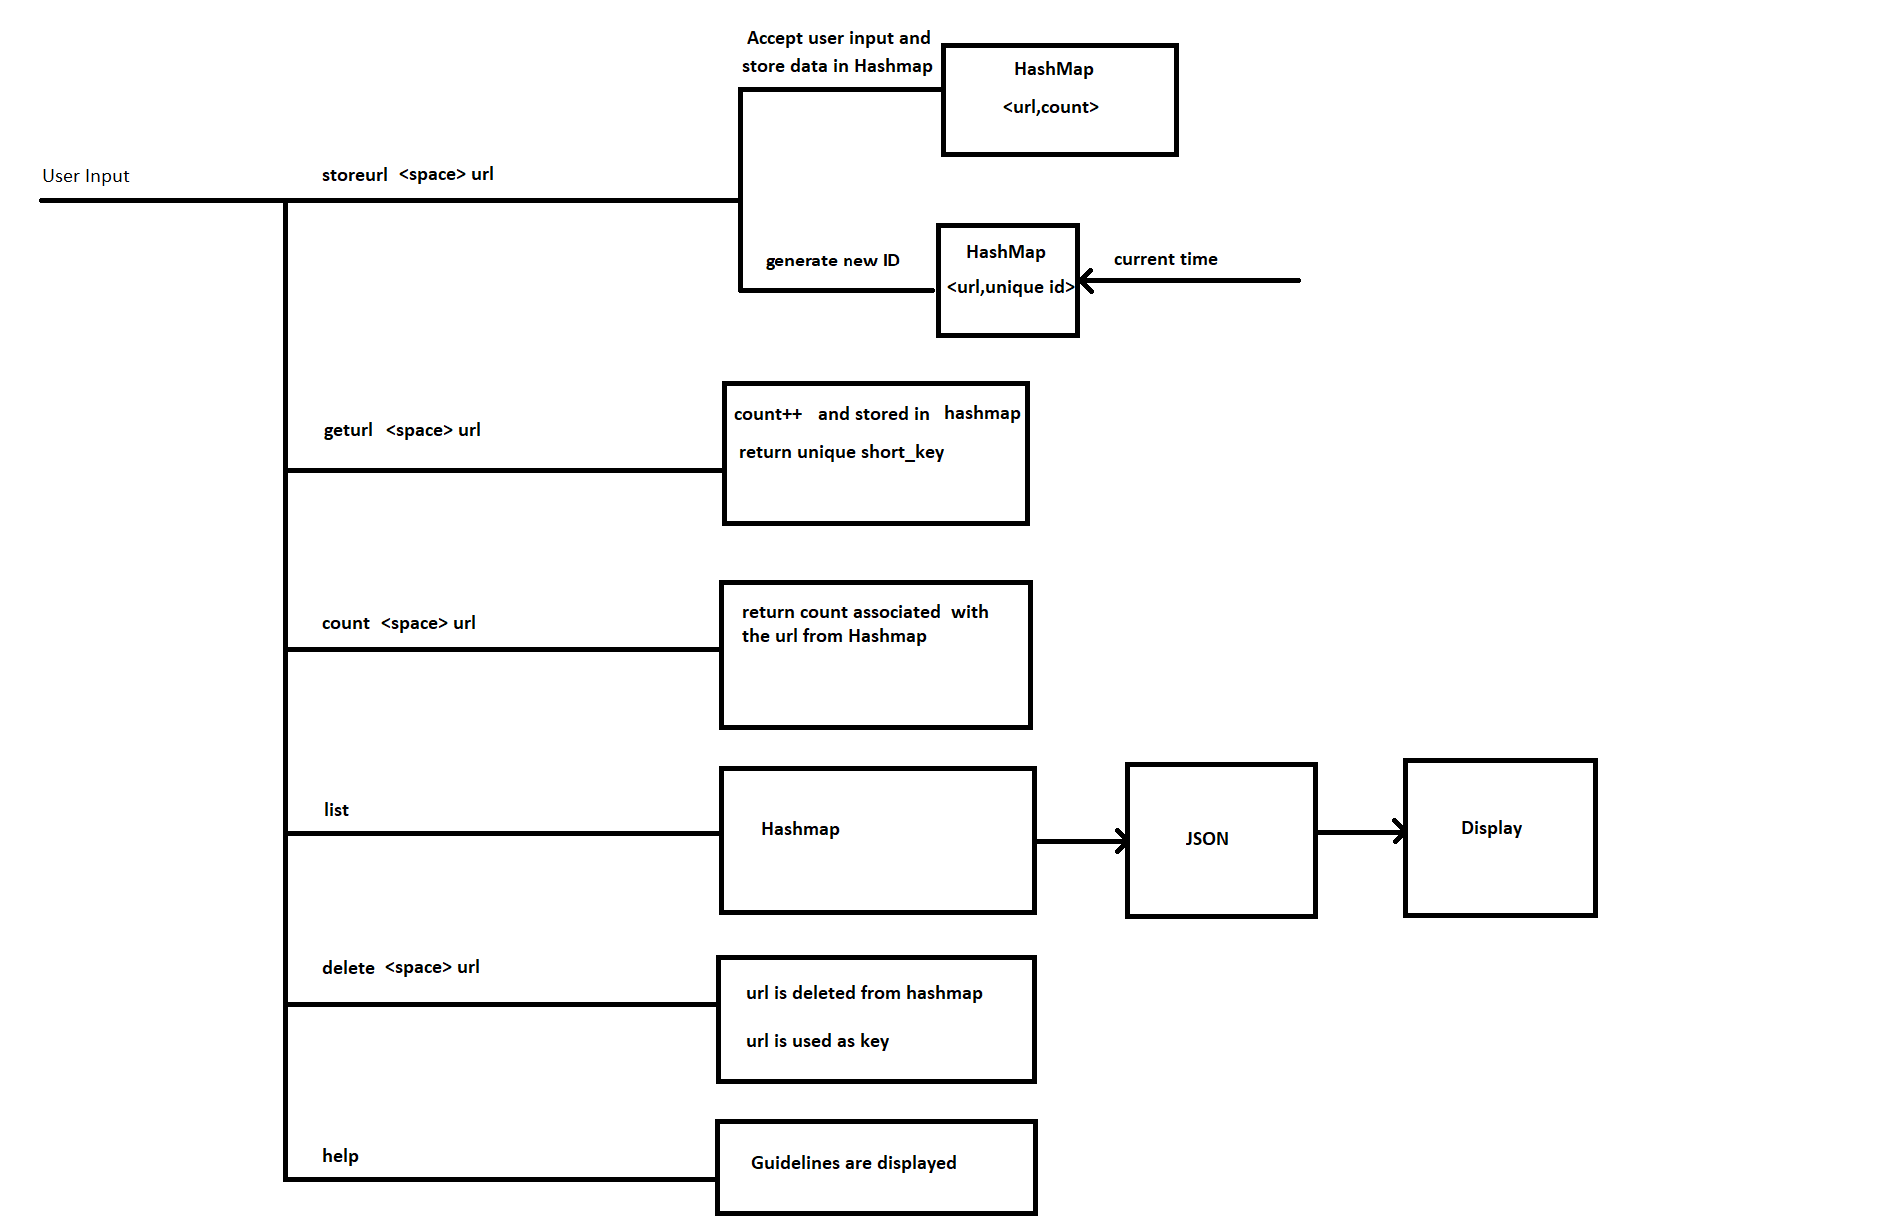 Accept user input and
store data in Hashmap
HashMap
<url,count>
User Input
storeurl <space> url
generate new ID
HashMap
<url,unique id>
current time
geturl <space> url
count++ and stored in hashmap
return unique short_key
count <space> url
return count associated with
the url from Hashmap
list
Hashmap
JSON
Display
delete <space> url
url is deleted from hashmap
url is used as key
help
Guidelines are displayed